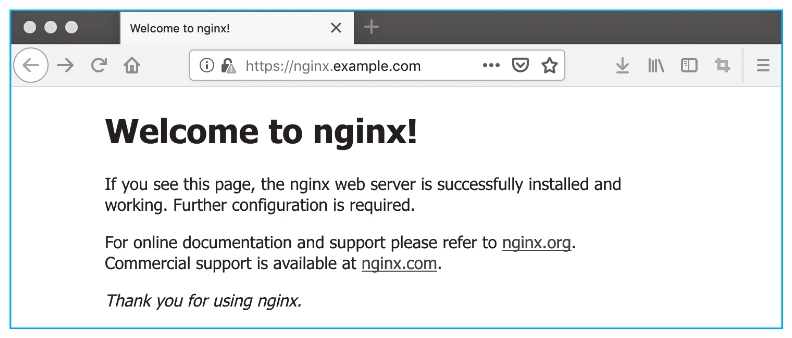 Welcome to nginx!
https://nginx.example.com
Welcome to nginx!
If you see this page, the nginx web server is successfully installed and
working. Further configuration is required.
For online documentation and support please refer to nginx.org.
Commercial support is available at nginx.com.
Thank you for using nginx.